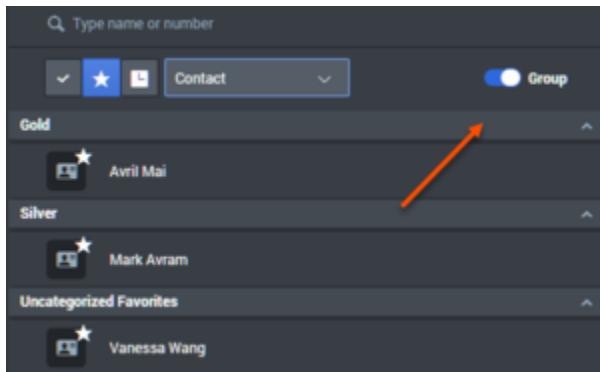 Type name or number
Contact
Group
Gold
Avril Mai
Silver
Mark Avram
Uncategorized Favorites
Vanessa Wang